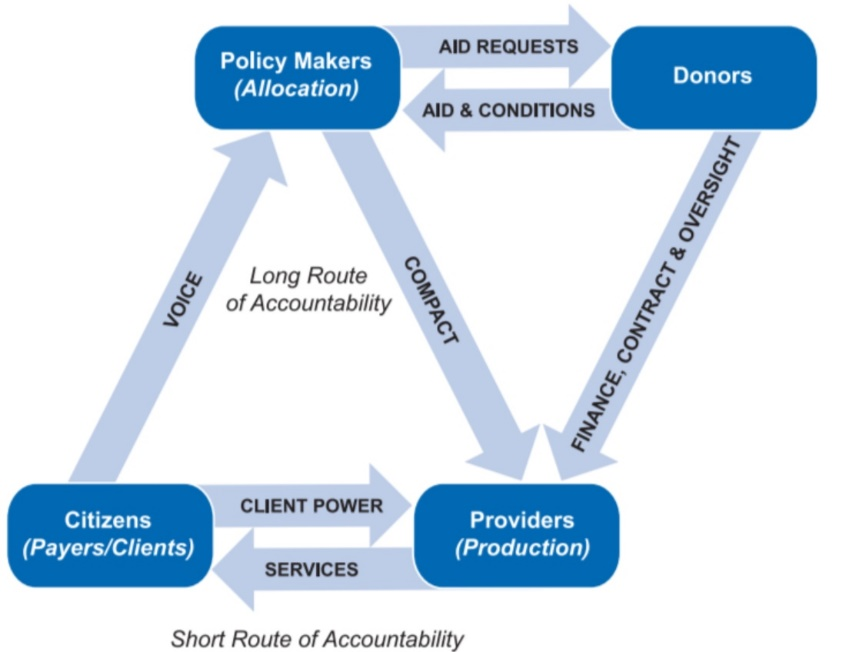 Policy Makers
(Allocation)
AID REQUESTS
Donors
AID & CONDITIONS
VOICE
Long Route
of Accountability
COMPACT
FINANCE, CONTRACT & OVERSIGHT
Citizens
(Payers/Clients)
CLIENT POWER
SERVICES
Providers
(Production)
Short Route of Accountability